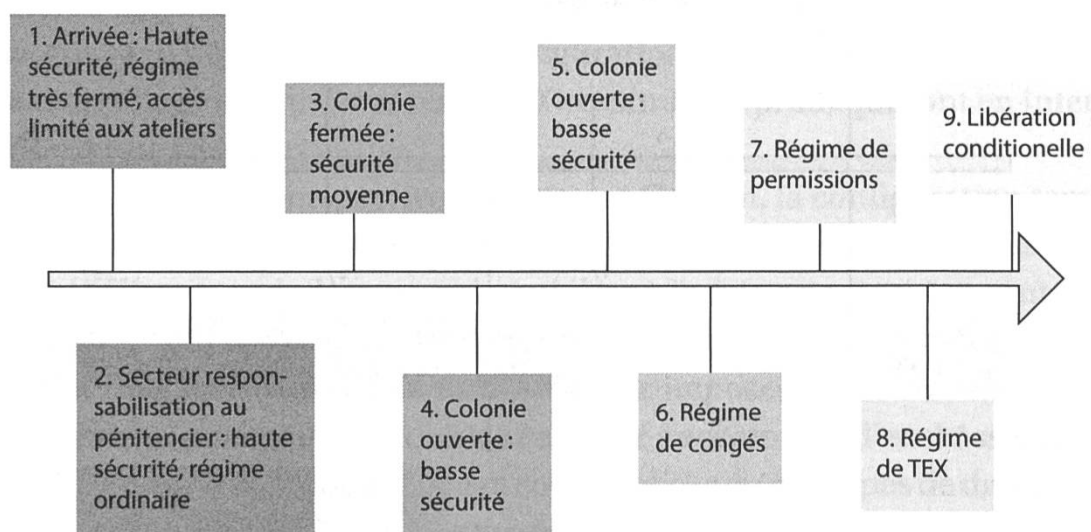 1. Arrivée : Haute
sécurité, régime
très fermé, accès
limité aux ateliers
2. Secteur respon-
sabilisation au
pénitencier : haute
sécurité, régime
ordinaire
3. Colonie
fermée :
sécurité
moyenne
4. Colonie
ouverte :
basse
sécurité
5. Colonie
ouverte :
basse
sécurité
6. Régime
de congés
7. Régime de
permissions
8. Régime
de TEX
9. Libération
conditionelle